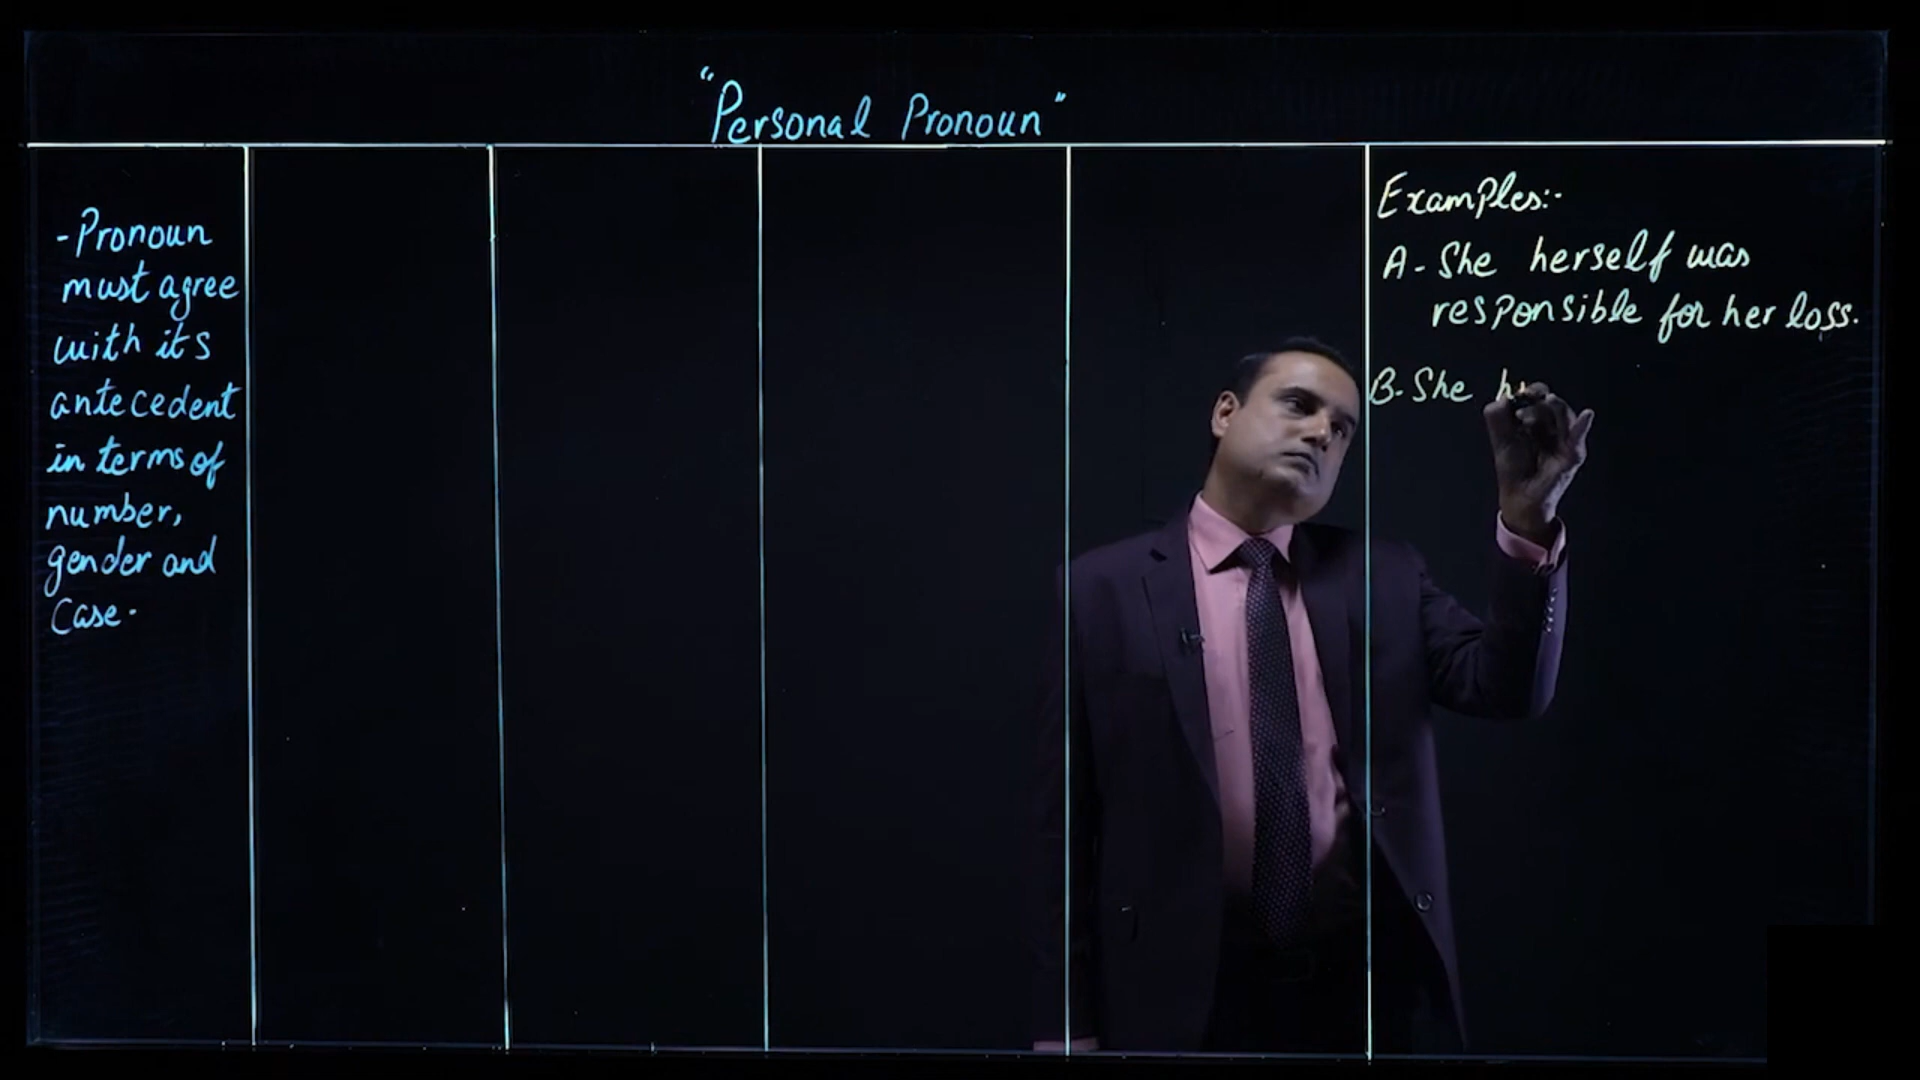 "Personal Pronoun"
-Pronoun
must agree
with its
antecedent
in terms of
number,
gender and
Case.
Examples:-
A- She herself was
responsible for her loss.
B. She